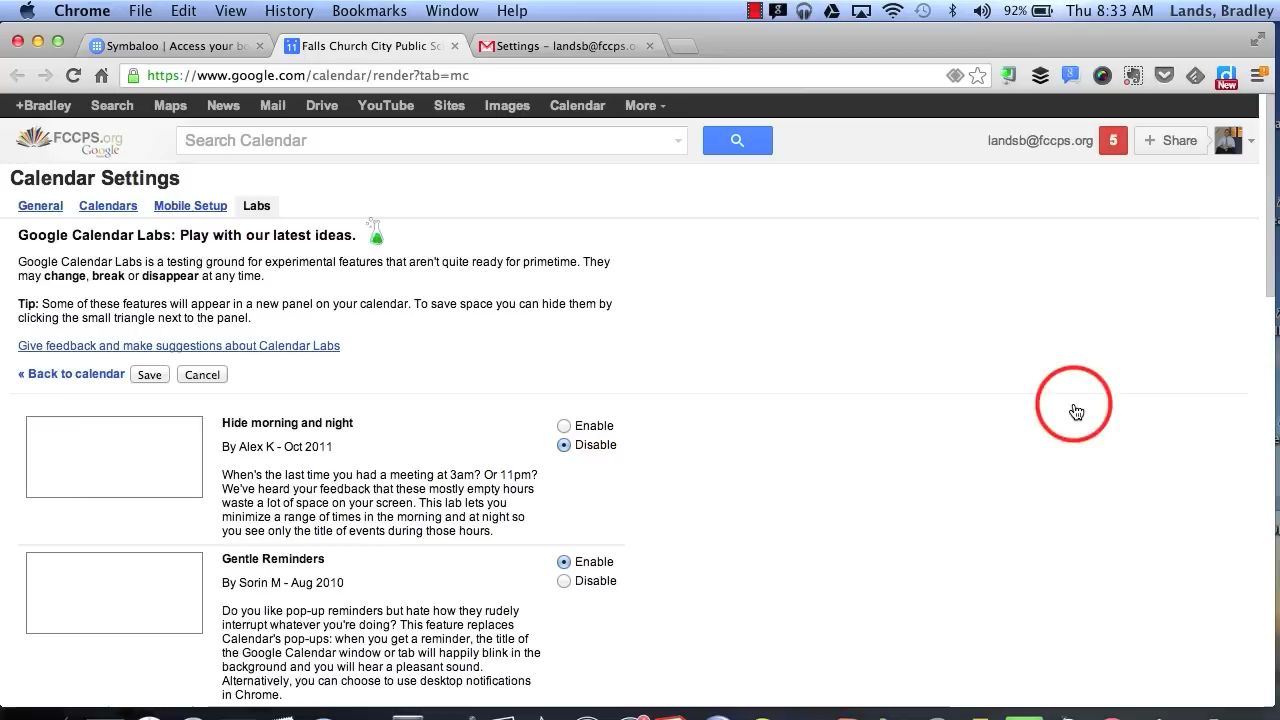 Chrome File Edit View History Bookmarks Window Help 92% Thu 8:33 AM Lands, Bradley
Symbaloo | Access your bo Falls Church City Public Sc Settings – landsb@fccps.o
https://www.google.com/calendar/render?tab=mc
New
+Bradley Search Maps News Mail Drive YouTube Sites Images Calendar More
FCCPS.org Google Search Calendar landsb@fccps.org 5 + Share
Calendar Settings
General Calendars Mobile Setup Labs
Google Calendar Labs: Play with our latest ideas.
Google Calendar Labs is a testing ground for experimental features that aren't quite ready for primetime. They
may change, break or disappear at any time.
Tip: Some of these features will appear in a new panel on your calendar. To save space you can hide them by
clicking the small triangle next to the panel.
Give feedback and make suggestions about Calendar Labs
« Back to calendar Save Cancel
Hide morning and night
Enable
By Alex K - Oct 2011
Disable
When's the last time you had a meeting at 3am? Or 11pm?
We've heard your feedback that these mostly empty hours
waste a lot of space on your screen. This lab lets you
minimize a range of times in the morning and at night so
you see only the title of events during those hours.
Gentle Reminders
Enable
By Sorin M - Aug 2010
Disable
Do you like pop-up reminders but hate how they rudely
interrupt whatever you're doing? This feature replaces
Calendar's pop-ups: when you get a reminder, the title of
the Google Calendar window or tab will happily blink in the
background and you will hear a pleasant sound.
Alternatively, you can choose to use desktop notifications
in Chrome.